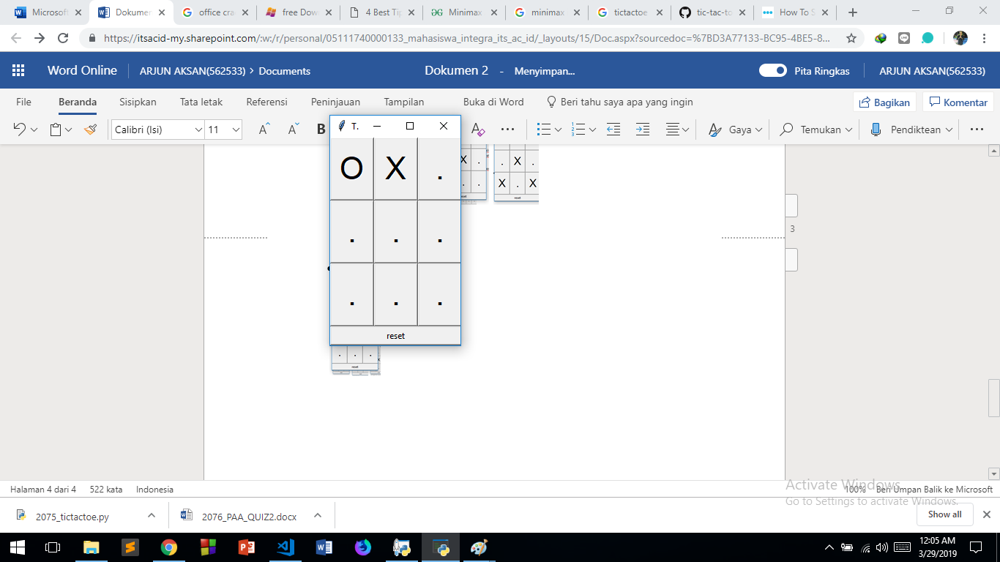 Microsoft Dokumen office cra free Dow 4 Best Tip Minimax minimax tictactoe tic-tac-to How To S
https://itsacid-my.sharepoint.com/:w:/r/personal/05111740000133_mahasiswa_integra_its_ac_id/_layouts/15/Doc.aspx?sourcedoc=%7BD3A77133-BC95-4BE5-8...
Word Online ARJUN AKSAN(562533) > Documents Dokumen 2 - Menyimpan... Pita Ringkas ARJUN AKSAN(562533)
File Beranda Sisipkan Tata letak Referensi Peninjauan Tampilan Buka di Word Beri tahu saya apa yang ingin Bagikan Komentar
Calibri (Isi) 11 B Gaya Temukan Pendiktean
T.
O X .
. . .
. . .
reset
X .
. .
. X .
X . X
reset
3
. . .
reset
Halaman 4 dari 4 522 kata Indonesia 100% Beri Umpan Balik ke Microsoft
Activate Windows
Go to Settings to activate Windows.
2075_tictactoe.py 2076_PAA_QUIZ2.docx Show all
12:05 AM
3/29/2019